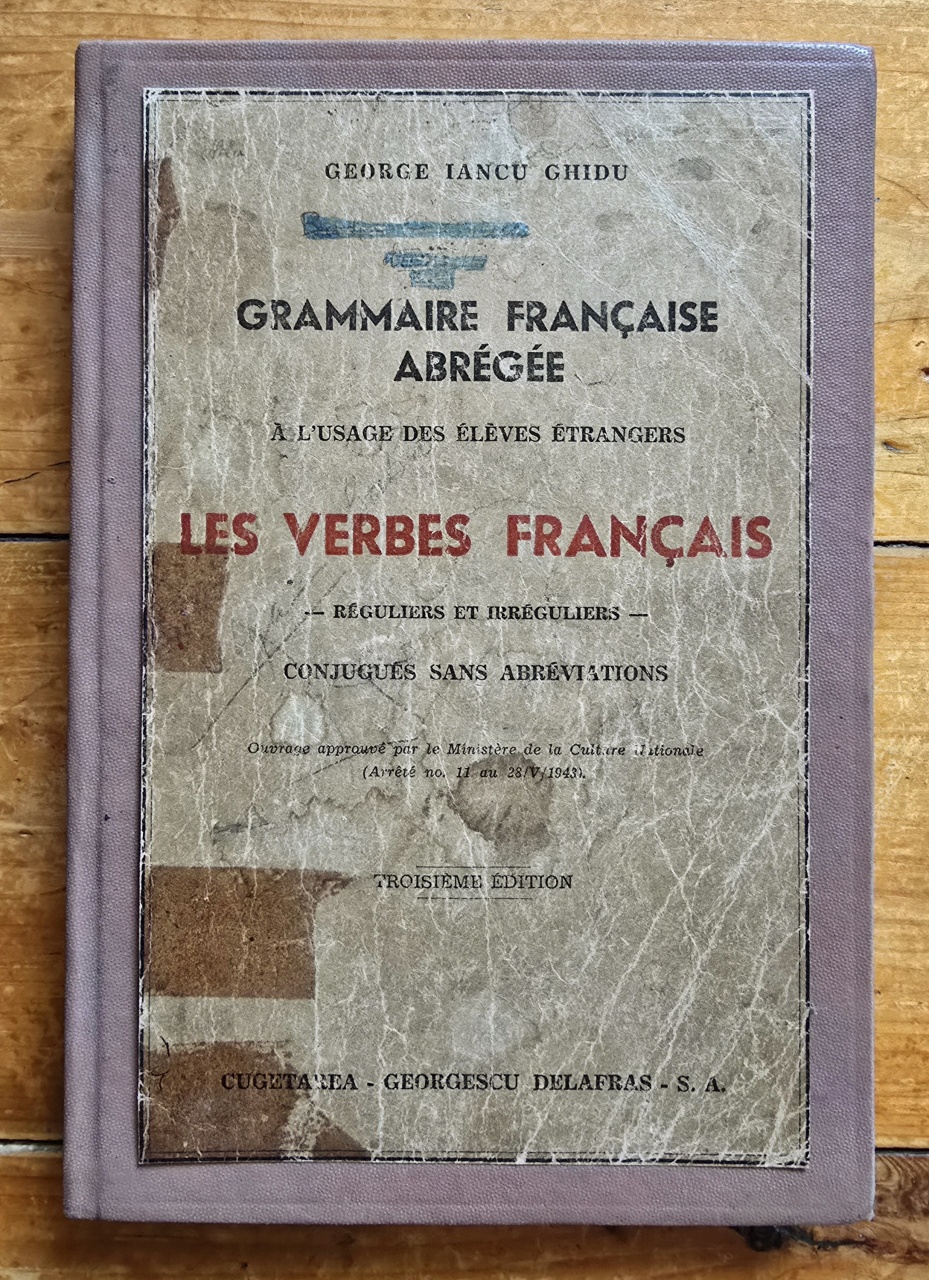 GEORGE IANCU GHIDU
GRAMMAIRE FRANÇAISE
ABRÉGÉE
À L'USAGE DES ÉLÈVES ÉTRANGERS
LES VERBES FRANÇAIS
— RÉGULIERS ET IRRÉGULIERS —
CONJUGUÉS SANS ABRÉVIATIONS
Ouvrage approuvé par le Ministère de la Culture Nationale
(Arrêté no. 11 au 28/V/1943).
TROISIÈME ÉDITION
CUGETAREA - GEORGESCU DELAFRAS - S. A.